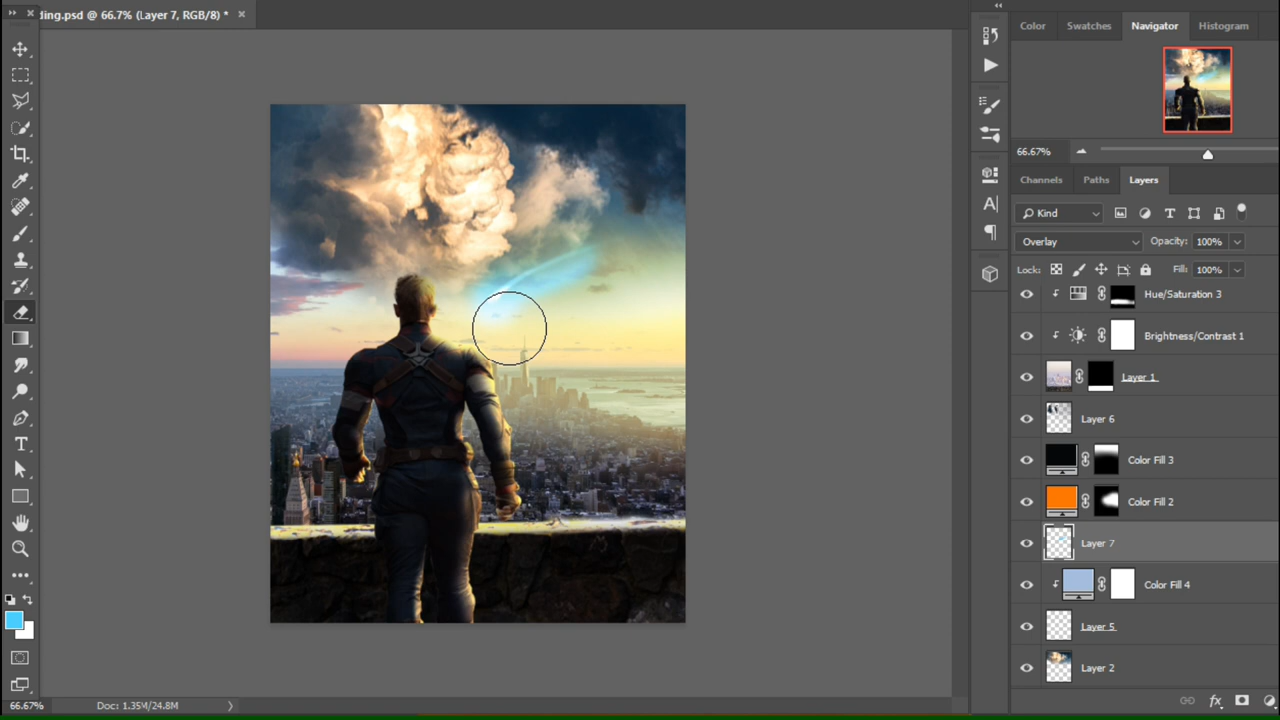 ding.psd @ 66.7% (Layer 7, RGB/8) *
Color Swatches Navigator Histogram
66.67%
Channels Paths Layers
Kind
Overlay Opacity: 100%
Lock: Fill: 100%
Hue/Saturation 3
Brightness/Contrast 1
Layer 1
Layer 6
Color Fill 3
Color Fill 2
Layer 7
Color Fill 4
Layer 5
Layer 2
66.67% Doc: 1.35M/24.8M